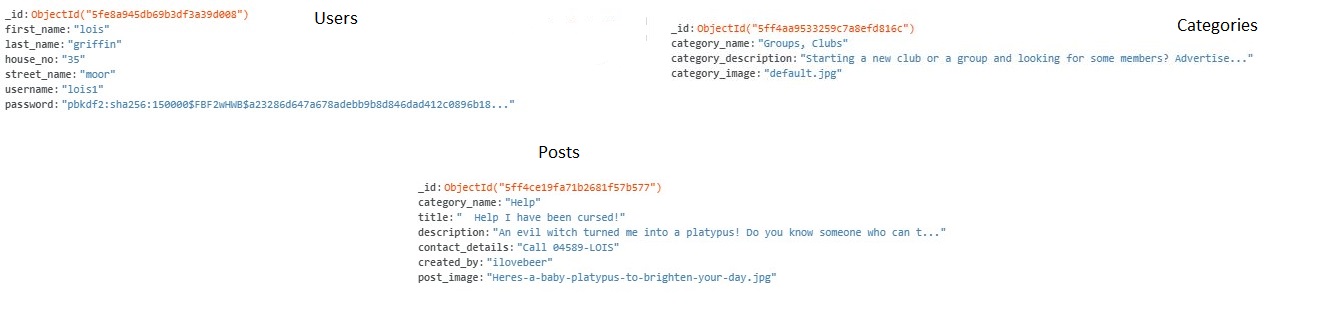 Users
_id: ObjectId("5fe8a945db69b3df3a39d008")
first_name: "lois"
last_name: "griffin"
house_no: "35"
street_name: "moor"
username: "lois1"
password: "pbkdf2:sha256:150000$FBF2wHWB$a23286d647a678adebb9b8d846dad412c0896b18..."
Categories
_id: ObjectId("5ff4aa9533259c7a8efd816c")
category_name: "Groups, Clubs"
category_description: "Starting a new club or a group and looking for some members? Advertise..."
category_image: "default.jpg"
Posts
_id: ObjectId("5ff4ce19fa71b2681f57b577")
category_name: "Help"
title: "  Help I have been cursed!"
description: "An evil witch turned me into a platypus! Do you know someone who can t..."
contact_details: "Call 04589-LOIS"
created_by: "ilovebeer"
post_image: "Heres-a-baby-platypus-to-brighten-your-day.jpg"